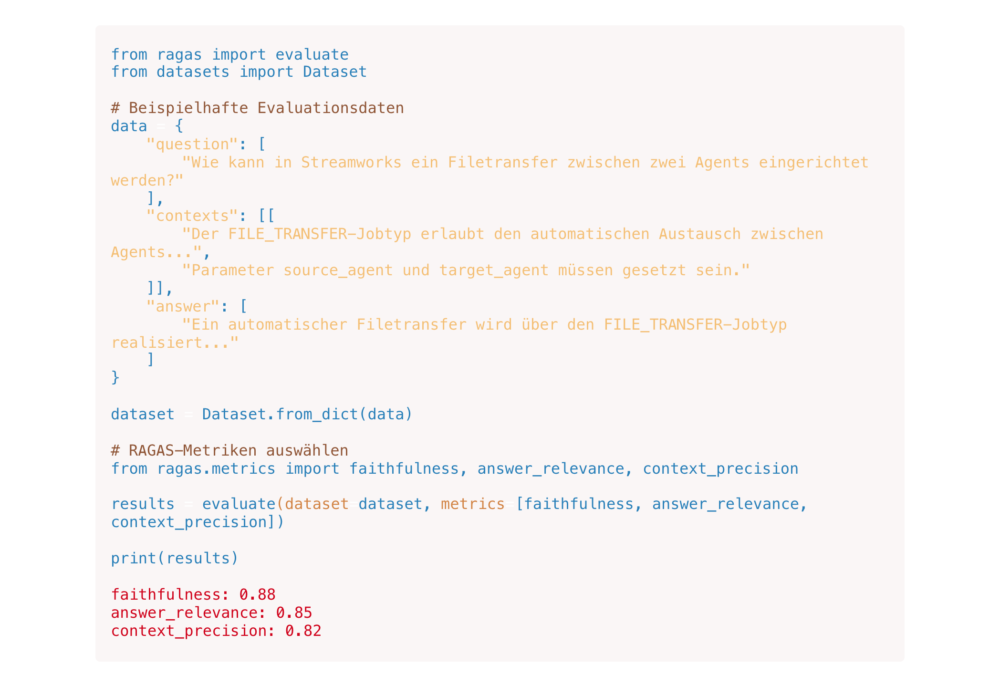 from ragas import evaluate
from datasets import Dataset
# Beispielhafte Evaluationsdaten
data = {
"question": [
"Wie kann in Streamworks ein Filetransfer zwischen zwei Agents eingerichtet
werden?"
],
"contexts": [[
"Der FILE_TRANSFER-Jobtyp erlaubt den automatischen Austausch zwischen
Agents...",
"Parameter source_agent und target_agent müssen gesetzt sein."
]],
"answer": [
"Ein automatischer Filetransfer wird über den FILE_TRANSFER-Jobtyp
realisiert..."
]
}
dataset = Dataset.from_dict(data)
# RAGAS-Metriken auswählen
from ragas.metrics import faithfulness, answer_relevance, context_precision
results = evaluate(dataset=dataset, metrics=[faithfulness, answer_relevance,
context_precision])
print(results)
faithfulness: 0.88
answer_relevance: 0.85
context_precision: 0.82